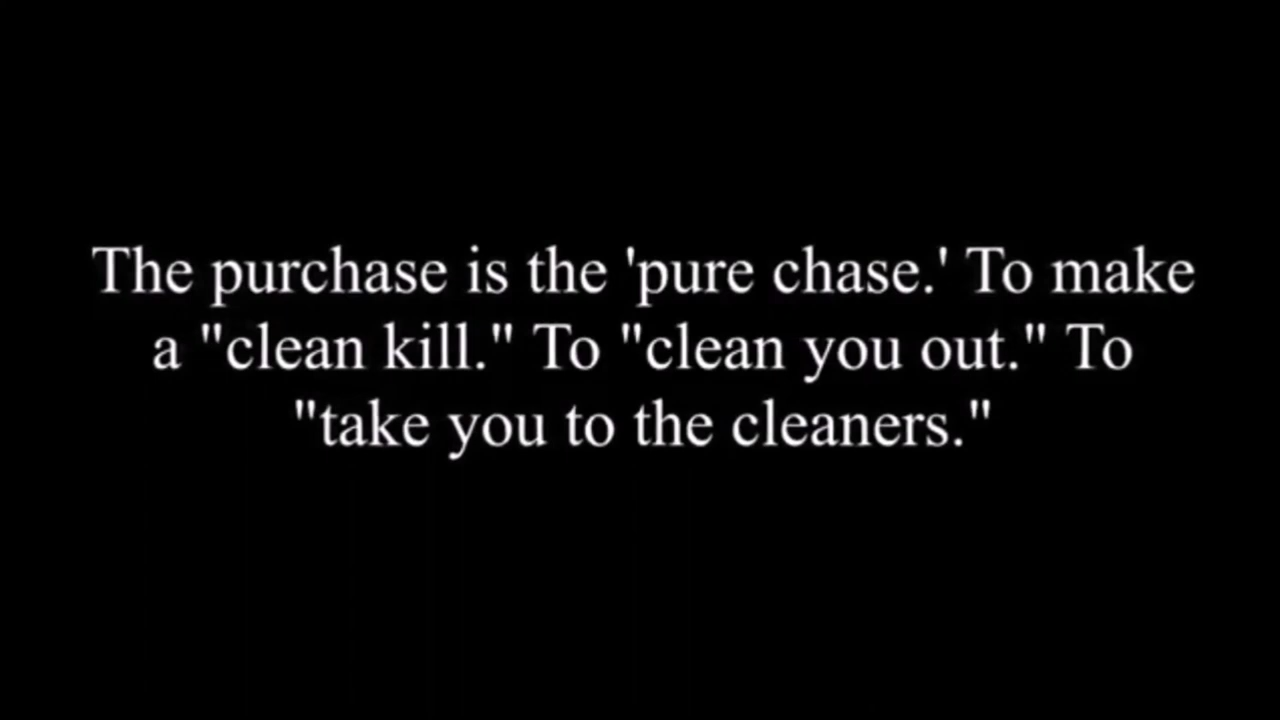 The purchase is the 'pure chase.' To make
a "clean kill." To "clean you out." To
"take you to the cleaners."